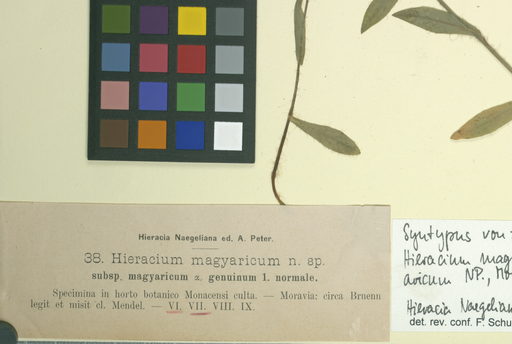 Hieracia Naegeliana ed. A. Peter.
38. Hieracium magyaricum n. sp.
subsp. magyaricum α. genuinum 1. normale.
Specimina in horto botanico Monacensi culta. — Moravia: circa Bruenn
legit et misit cl. Mendel. — VI. VII. VIII. IX.
Syntypus von
Hieracium mag
aricum NP.,
Hieracia Naegelian
det. rev. conf. F. Schu